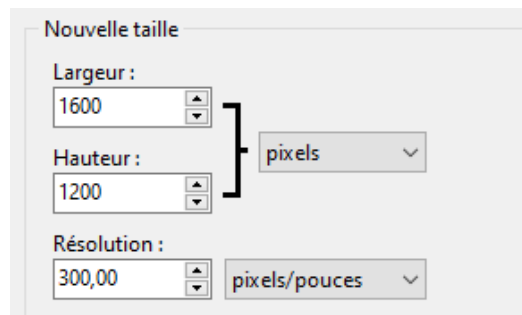 Nouvelle taille
Largeur :
1600
pixels
Hauteur :
1200
Résolution :
300,00 pixels/pouces